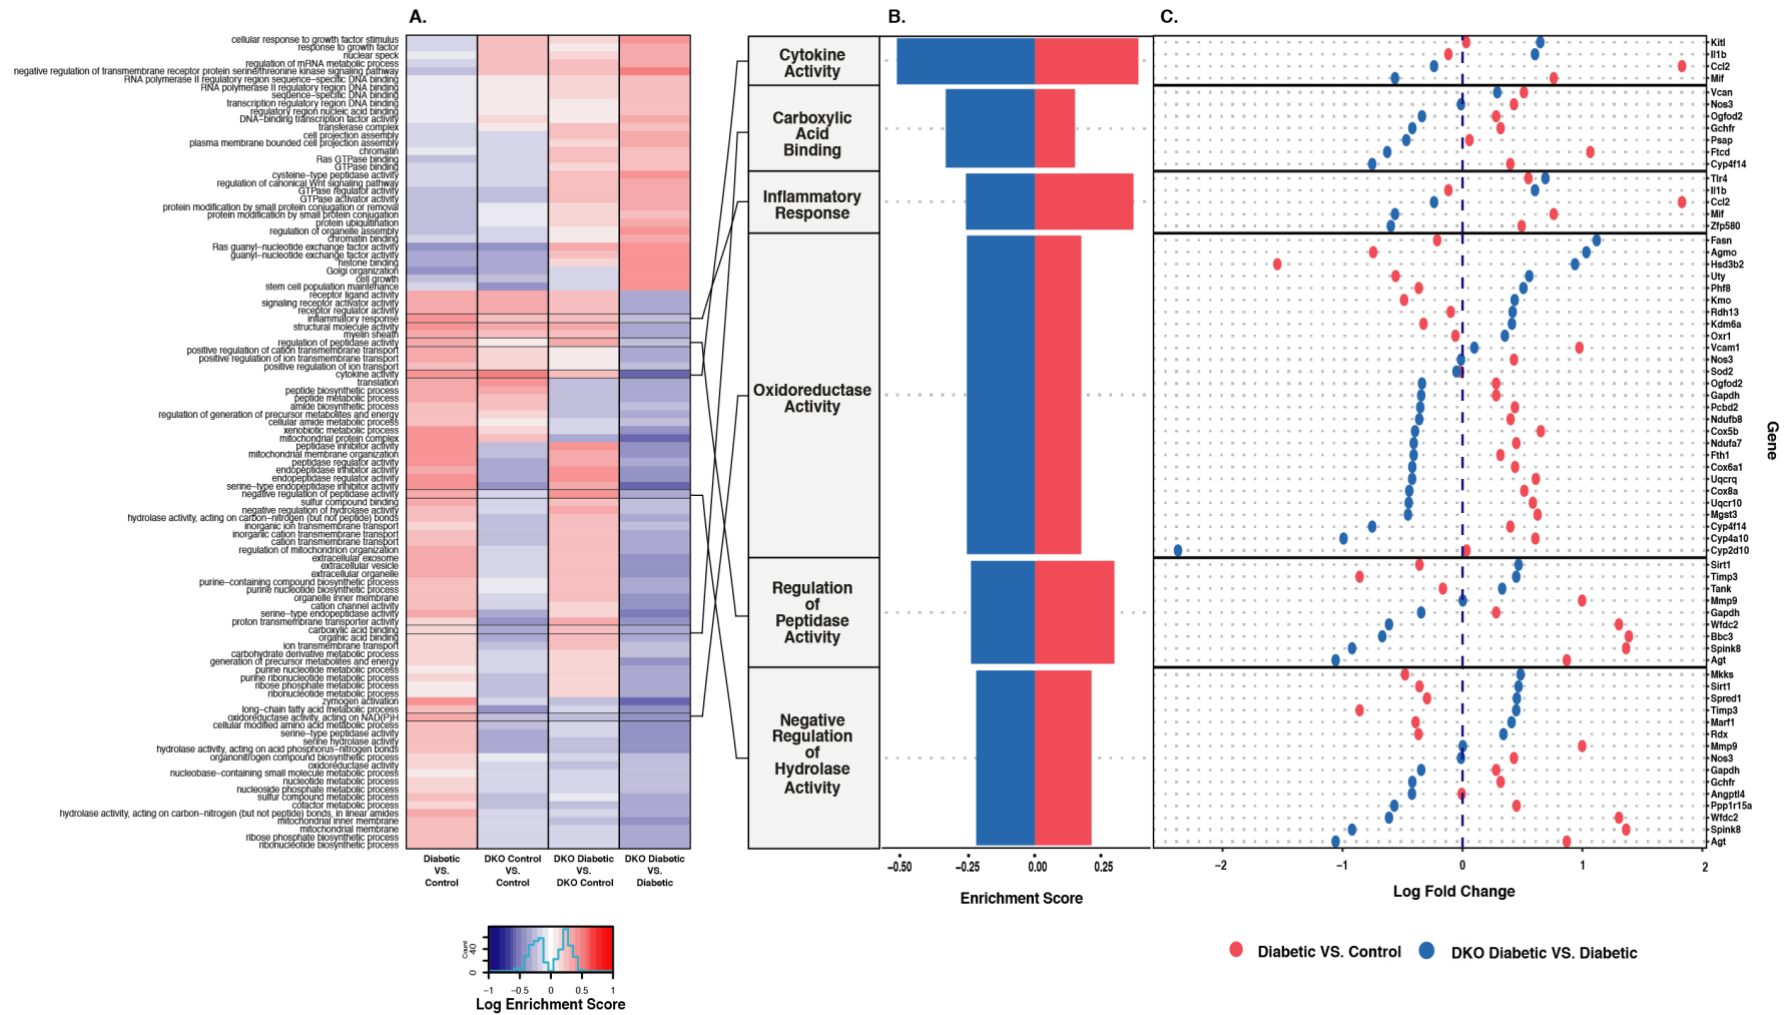 A.
B.
C.
cellular response to growth factor stimulus
response to growth factor
nuclear speck
regulation of mRNA metabolic process
negative regulation of transmembrane receptor protein serine/threonine kinase signaling pathway
RNA polymerase II regulatory region sequence−specific DNA binding
RNA polymerase II regulatory region DNA binding
sequence−specific DNA binding
transcription regulatory region DNA binding
regulatory region nucleic acid binding
DNA−binding transcription factor activity
transferase complex
cell projection assembly
plasma membrane bounded cell projection assembly
chromatin
Ras GTPase binding
GTPase binding
cysteine−type peptidase activity
regulation of canonical Wnt signaling pathway
GTPase regulator activity
GTPase activator activity
protein modification by small protein conjugation or removal
protein modification by small protein conjugation
protein ubiquitination
regulation of organelle assembly
chromatin binding
Ras guanyl−nucleotide exchange factor activity
guanyl−nucleotide exchange factor activity
histone binding
Golgi organization
cell growth
stem cell population maintenance
receptor ligand activity
signaling receptor activator activity
receptor regulator activity
inflammatory response
structural molecule activity
myelin sheath
regulation of peptidase activity
positive regulation of cation transmembrane transport
positive regulation of ion transmembrane transport
positive regulation of ion transport
cytokine activity
translation
peptide biosynthetic process
peptide metabolic process
amide biosynthetic process
regulation of generation of precursor metabolites and energy
cellular amide metabolic process
xenobiotic metabolic process
mitochondrial protein complex
peptidase inhibitor activity
mitochondrial membrane organization
peptidase regulator activity
endopeptidase inhibitor activity
endopeptidase regulator activity
serine−type endopeptidase inhibitor activity
negative regulation of peptidase activity
sulfur compound binding
negative regulation of hydrolase activity
hydrolase activity, acting on carbon−nitrogen (but not peptide) bonds
inorganic ion transmembrane transport
inorganic cation transmembrane transport
cation transmembrane transport
regulation of mitochondrion organization
extracellular exosome
extracellular vesicle
extracellular organelle
purine−containing compound biosynthetic process
purine nucleotide biosynthetic process
organelle inner membrane
cation channel activity
serine−type endopeptidase activity
proton transmembrane transporter activity
carboxylic acid binding
organic acid binding
ion transmembrane transport
carbohydrate derivative metabolic process
generation of precursor metabolites and energy
purine nucleotide metabolic process
purine ribonucleotide metabolic process
ribose phosphate metabolic process
ribonucleotide metabolic process
zymogen activation
long−chain fatty acid metabolic process
oxidoreductase activity, acting on NAD(P)H
cellular modified amino acid metabolic process
serine−type peptidase activity
serine hydrolase activity
hydrolase activity, acting on acid phosphorus−nitrogen bonds
organonitrogen compound biosynthetic process
oxidoreductase activity
nucleobase−containing small molecule metabolic process
nucleotide metabolic process
nucleoside phosphate metabolic process
sulfur compound metabolic process
cofactor metabolic process
hydrolase activity, acting on carbon−nitrogen (but not peptide) bonds, in linear amides
mitochondrial inner membrane
mitochondrial membrane
ribose phosphate biosynthetic process
ribonucleotide biosynthetic process
Diabetic
VS.
Control
DKO Control
VS.
Control
DKO Diabetic
VS.
DKO Control
DKO Diabetic
VS.
Diabetic
Count
0 40
−1 −0.5 0 0.5 1
Log Enrichment Score
Cytokine
Activity
Carboxylic
Acid
Binding
Inflammatory
Response
Oxidoreductase
Activity
Regulation
of
Peptidase
Activity
Negative
Regulation
of
Hydrolase
Activity
−0.50 −0.25 0.00 0.25
Enrichment Score
Kitl
Il1b
Ccl2
Mif
Vcan
Nos3
Ogfod2
Gchfr
Psap
Ftcd
Cyp4f14
Tlr4
Il1b
Ccl2
Mif
Zfp580
Fasn
Agmo
Hsd3b2
Uty
Phf8
Kmo
Rdh13
Kdm6a
Oxr1
Vcam1
Nos3
Sod2
Ogfod2
Gapdh
Pcbd2
Ndufb8
Cox5b
Ndufa7
Fth1
Cox6a1
Uqcrq
Cox8a
Uqcr10
Mgst3
Cyp4f14
Cyp4a10
Cyp2d10
Sirt1
Timp3
Tank
Mmp9
Gapdh
Wfdc2
Bbc3
Spink8
Agt
Mkks
Sirt1
Spred1
Timp3
Marf1
Rdx
Mmp9
Nos3
Gapdh
Gchfr
Angptl4
Ppp1r15a
Wfdc2
Spink8
Agt
Gene
−2 −1 0 1 2
Log Fold Change
Diabetic VS. Control
DKO Diabetic VS. Diabetic